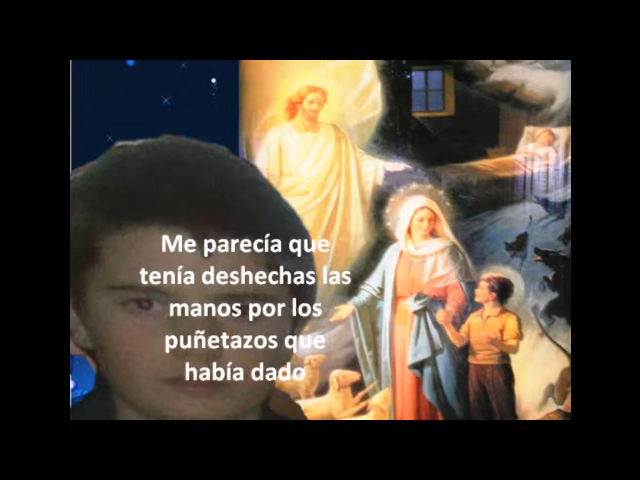 Me parecía que
tenía deshechas las
manos por los
puñetazos que
había dado